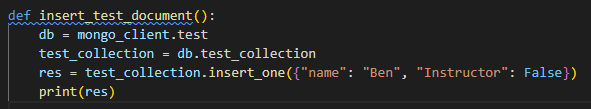 def insert_test_document():
    db = mongo_client.test
    test_collection = db.test_collection
    res = test_collection.insert_one({"name": "Ben", "Instructor": False})
    print(res)